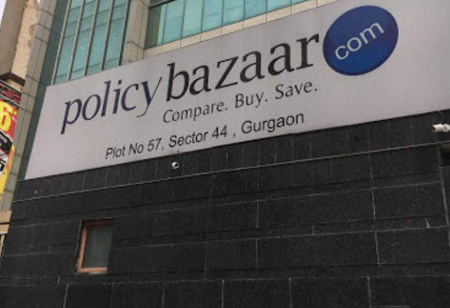 policybazaar.com
Compare. Buy. Save.
Plot No 57, Sector 44 , Gurgaon